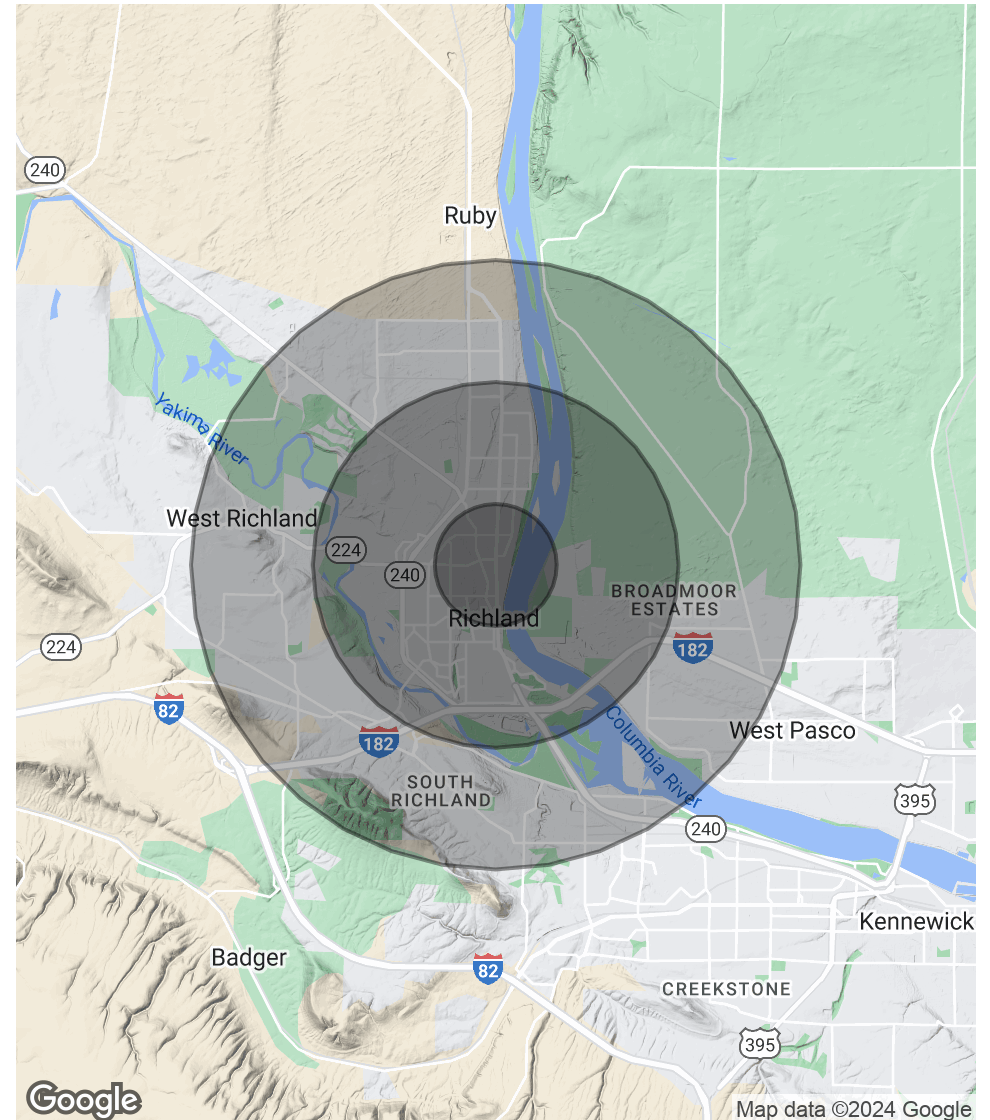 240
Ruby
Yakima River
West Richland
224
240
BROADMOOR
ESTATES
Richland
182
224
82
182
Columbia River
West Pasco
SOUTH
RICHLAND
395
240
Kennewick
Badger
82
CREEKSTONE
395
Google
Map data ©2024 Google